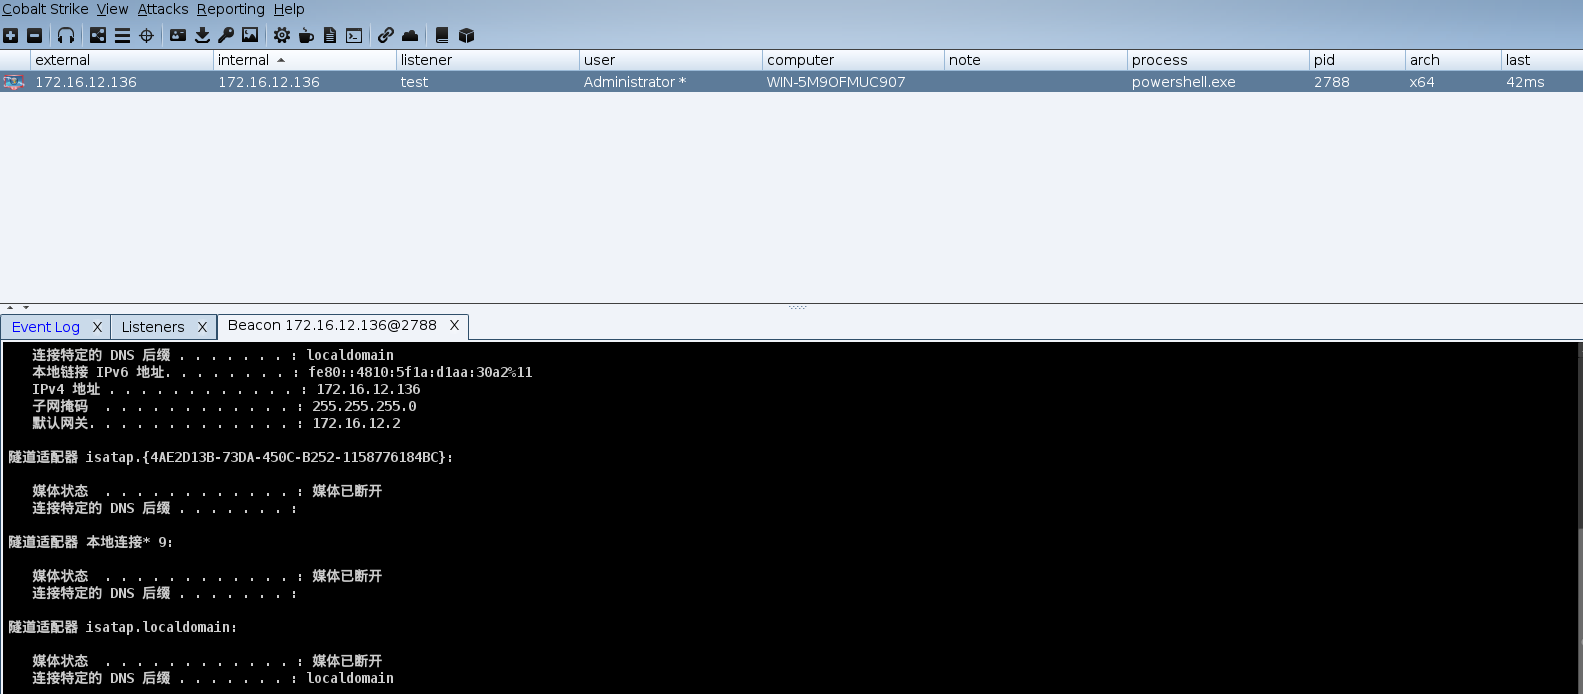 Cobalt Strike View Attacks Reporting Help
external internal listener user computer note process pid arch last
172.16.12.136 172.16.12.136 test Administrator * WIN-5M9OFMUC907 powershell.exe 2788 x64 42ms
Event Log X Listeners X Beacon 172.16.12.136@2788 X
连接特定的 DNS 后缀 . . . . . . . : localdomain
本地链接 IPv6 地址. . . . . . . . : fe80::4810:5f1a:d1aa:30a2%11
IPv4 地址 . . . . . . . . . . . . : 172.16.12.136
子网掩码  . . . . . . . . . . . . : 255.255.255.0
默认网关. . . . . . . . . . . . . : 172.16.12.2
隧道适配器 isatap.{4AE2D13B-73DA-450C-B252-1158776184BC}:
媒体状态  . . . . . . . . . . . . : 媒体已断开
连接特定的 DNS 后缀 . . . . . . . :
隧道适配器 本地连接* 9:
媒体状态  . . . . . . . . . . . . : 媒体已断开
连接特定的 DNS 后缀 . . . . . . . :
隧道适配器 isatap.localdomain:
媒体状态  . . . . . . . . . . . . : 媒体已断开
连接特定的 DNS 后缀 . . . . . . . : localdomain